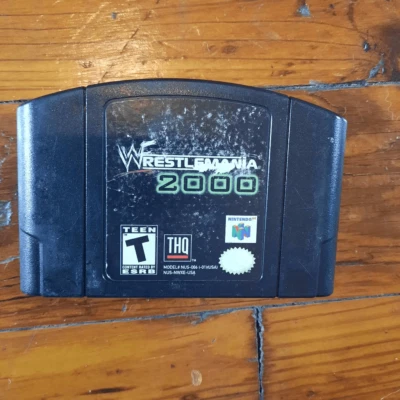 WRESTLEMANIA
2000
NINTENDO 64
TEEN
T
CONTENT RATED BY
ESRB
THQ